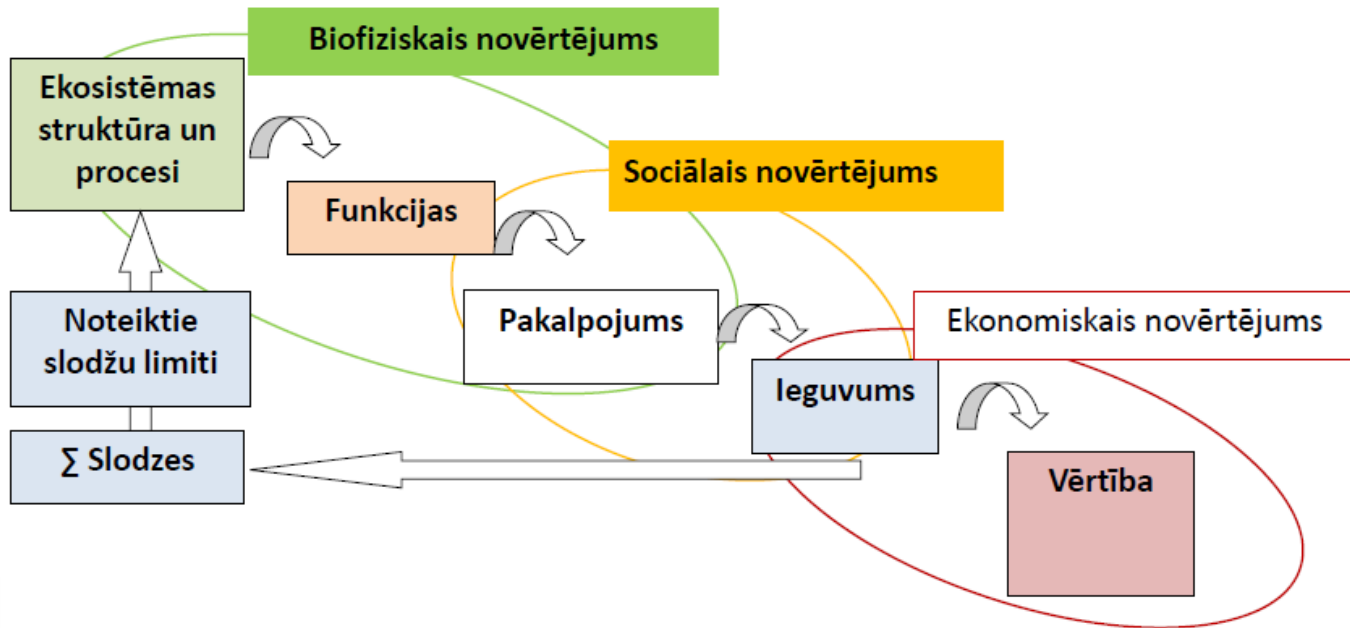 Biofiziskais novērtējums
Ekosistēmas
struktūra un
procesi
Sociālais novērtējums
Funkcijas
Noteiktie
slodžu limiti
Pakalpojums
Ekonomiskais novērtējums
Ieguvums
∑ Slodzes
Vērtība